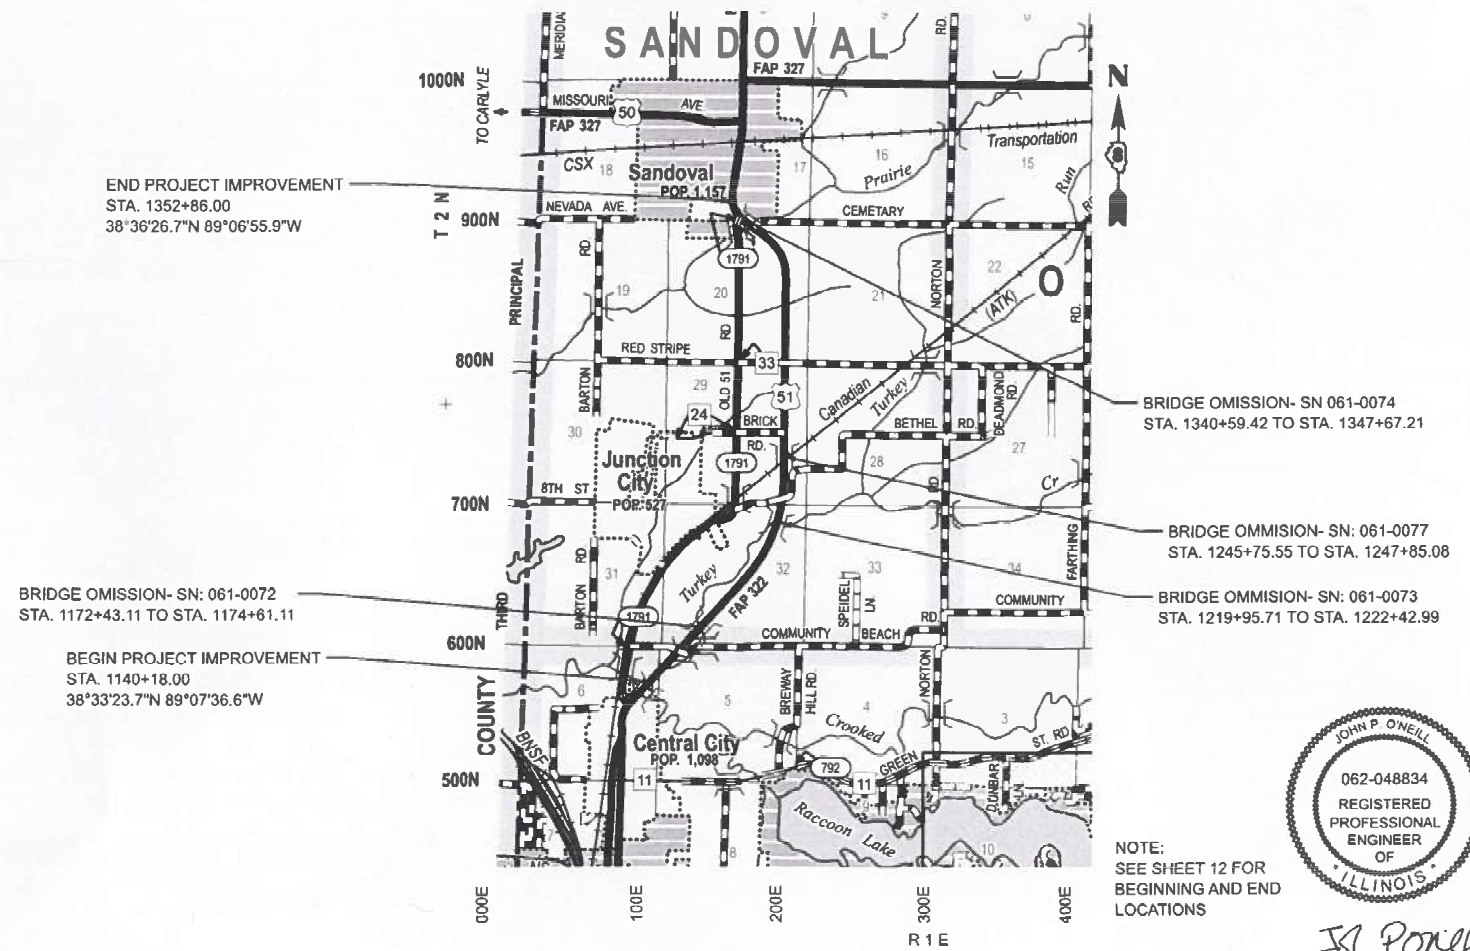 SANDOVAL
MERIDIA
RD.
9
FAP 327
1000N
TO CARLYLE
MISSOURI
AVE
50
FAP 327
N
Transportation
CSX
18
17
16
15
Sandoval
POP. 1,157
Prairie
Run
END PROJECT IMPROVEMENT
STA. 1352+86.00
38°36'26.7"N 89°06'55.9"W
T 2 N
900N
NEVADA AVE.
CEMETARY
RD
1791
PRINCIPAL
19
20
21
22
NORTON
(ATK)
O
RD.
RD
RED STRIPE
33
800N
BARTON
29
OLD 51
51
Canadian
Turkey
DEADMOND
RD.
BRIDGE OMISSION- SN 061-0074
STA. 1340+59.42 TO STA. 1347+67.21
24
BRICK
RD.
BETHEL
RD.
30
Junction
City
POP. 527
1791
28
27
Cr
8TH ST
700N
RD
BRIDGE OMMISION- SN: 061-0077
STA. 1245+75.55 TO STA. 1247+85.08
BARTON
RD
31
Turkey
32
33
34
FARTHING
FAP 322
SPEIDEL
LN.
COMMUNITY
BRIDGE OMMISION- SN: 061-0073
STA. 1219+95.71 TO STA. 1222+42.99
BRIDGE OMISSION- SN: 061-0072
STA. 1172+43.11 TO STA. 1174+61.11
THIRD
1791
RD.
COMMUNITY
BEACH
600N
BEGIN PROJECT IMPROVEMENT
STA. 1140+18.00
38°33'23.7"N 89°07'36.6"W
6
5
4
3
BREWAY
HILL RD.
NORTON
COUNTY
BNSF
Central City
POP. 1,098
Crooked
GREEN
ST. RD
500N
11
792
11
DUNBAR
LN
9
7
8
10
Raccoon Lake
000E
100E
200E
300E
400E
R 1 E
NOTE:
SEE SHEET 12 FOR
BEGINNING AND END
LOCATIONS
JOHN P. O'NEILL
062-048834
REGISTERED
PROFESSIONAL
ENGINEER
OF
ILLINOIS